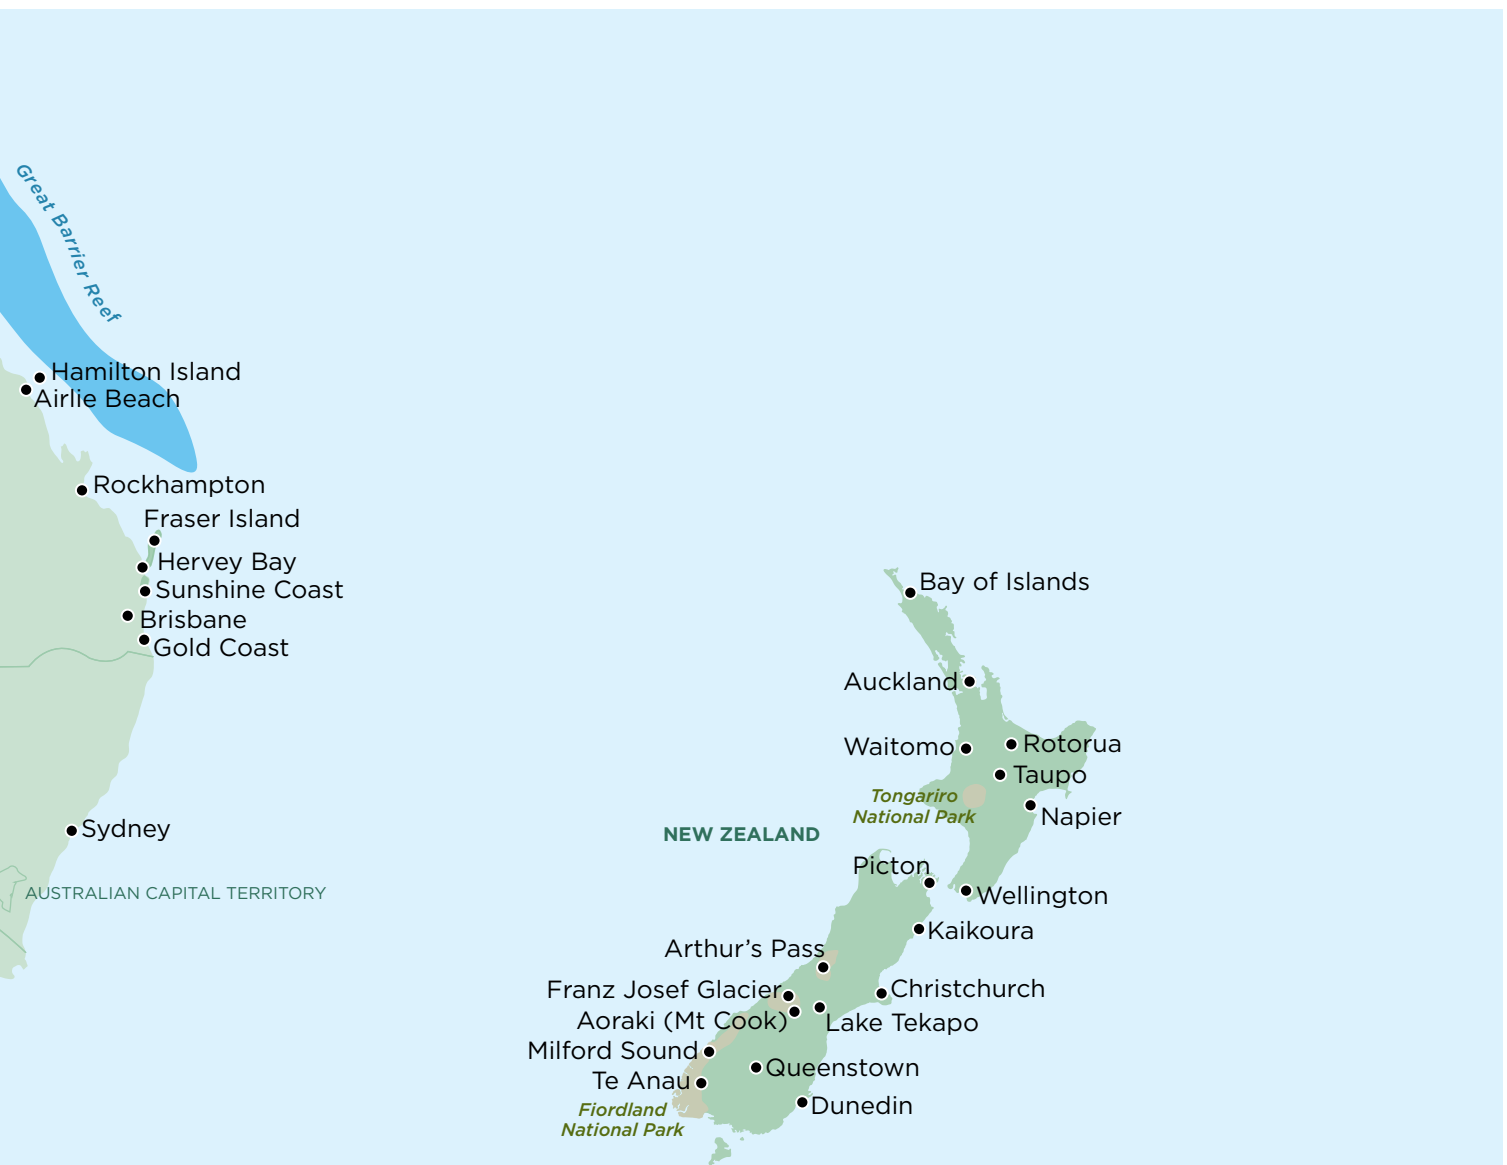 Great Barrier Reef
Hamilton Island
Airlie Beach
Rockhampton
Fraser Island
Hervey Bay
Sunshine Coast
Brisbane
Gold Coast
Sydney
AUSTRALIAN CAPITAL TERRITORY
Bay of Islands
Auckland
Waitomo
Rotorua
Taupo
Tongariro
National Park
Napier
NEW ZEALAND
Picton
Wellington
Kaikoura
Arthur’s Pass
Franz Josef Glacier
Christchurch
Aoraki (Mt Cook)
Lake Tekapo
Milford Sound
Queenstown
Te Anau
Dunedin
Fiordland
National Park